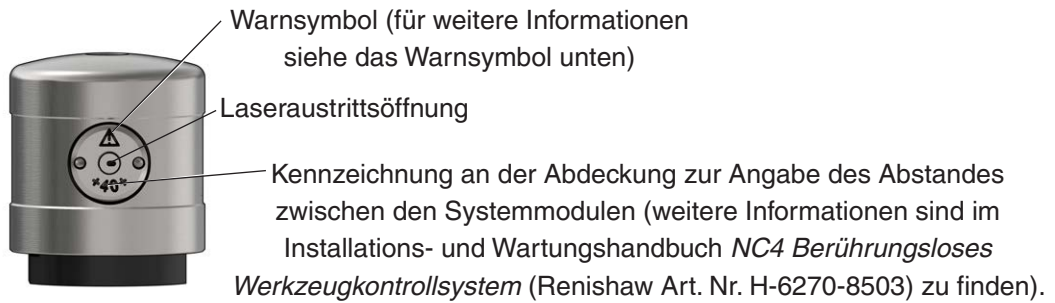 Warnsymbol (für weitere Informationen
siehe das Warnsymbol unten)
Laseraustrittsöffnung
Kennzeichnung an der Abdeckung zur Angabe des Abstandes
zwischen den Systemmodulen (weitere Informationen sind im
Installations- und Wartungshandbuch NC4 Berührungsloses
Werkzeugkontrollsystem (Renishaw Art. Nr. H-6270-8503) zu finden).
*40*